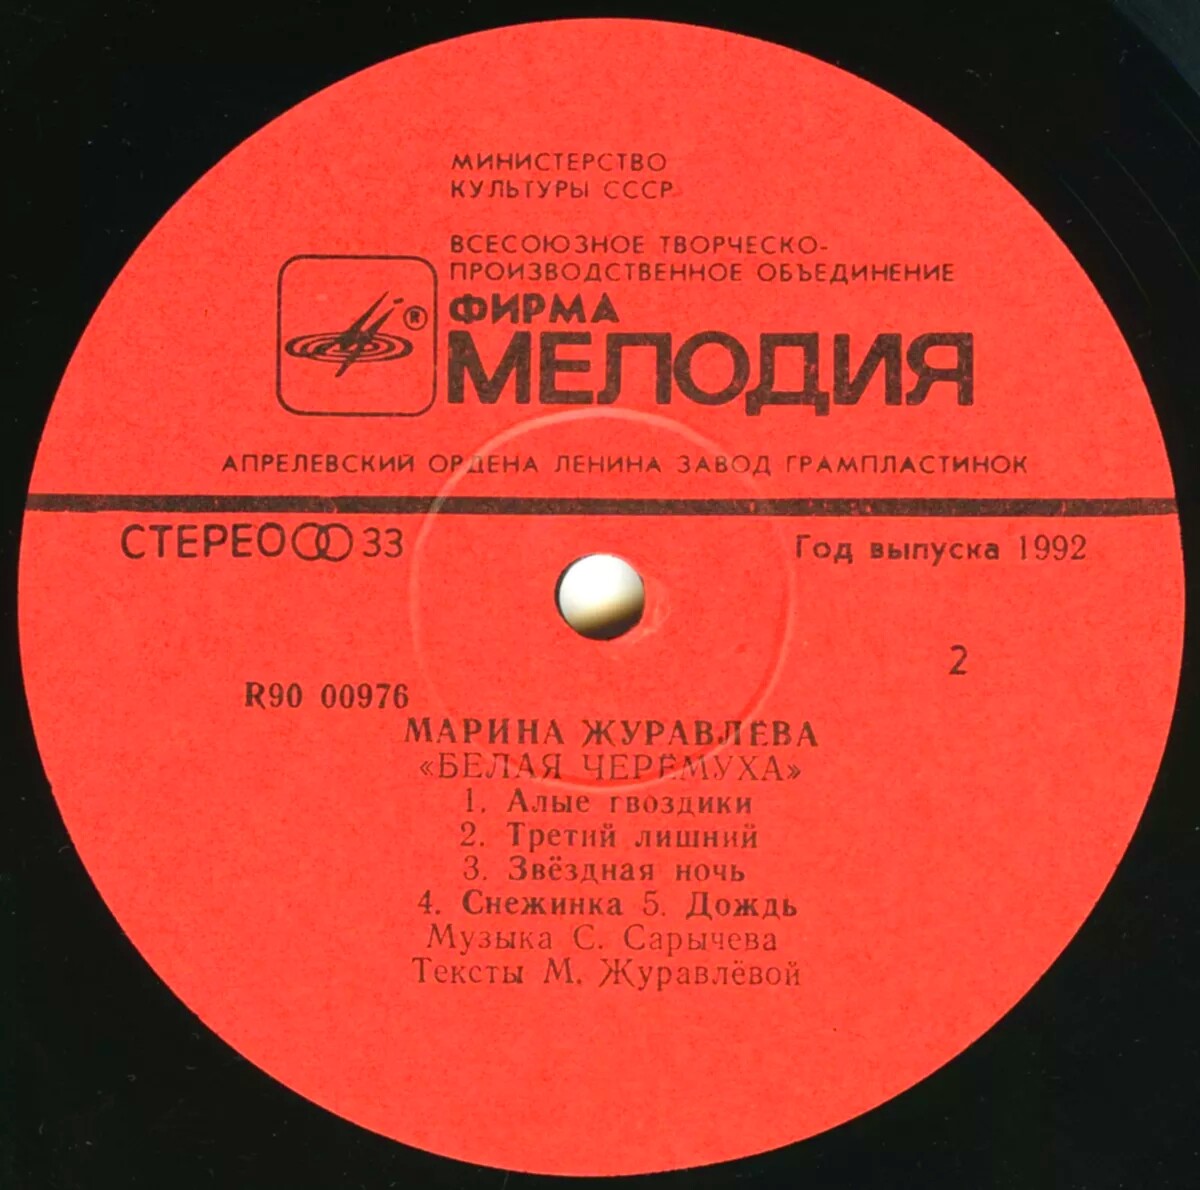 МИНИСТЕРСТВО
КУЛЬТУРЫ СССР
ВСЕСОЮЗНОЕ ТВОРЧЕСКО-
ПРОИЗВОДСТВЕННОЕ ОБЪЕДИНЕНИЕ
ФИРМА
®
МЕЛОДИЯ
АПРЕЛЕВСКИЙ ОРДЕНА ЛЕНИНА ЗАВОД ГРАМПЛАСТИНОК
СТЕРЕО 33
Год выпуска 1992
2
R90 00976
МАРИНА ЖУРАВЛЁВА
«БЕЛАЯ ЧЕРЁМУХА»
1. Алые гвоздики
2. Третий лишний
3. Звёздная ночь
4. Снежинка 5. Дождь
Музыка С. Сарычева
Тексты М. Журавлёвой